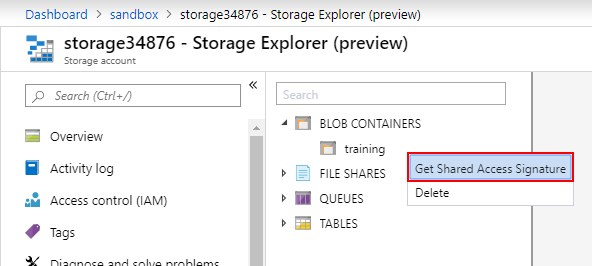 Dashboard > sandbox > storage34876 - Storage Explorer (preview)
storage34876 - Storage Explorer (preview)
Storage account
Search (Ctrl+/)
«
Overview
Activity log
Access control (IAM)
Tags
Diagnose and solve problems
Search
BLOB CONTAINERS
training
FILE SHARES
QUEUES
TABLES
Get Shared Access Signature
Delete